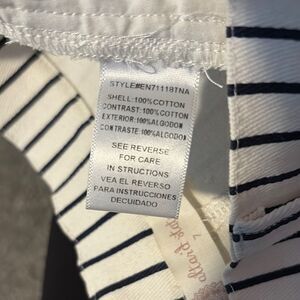 STYLE#EN71118TNA
SHELL:100%COTTON
CONTRAST:100%COTTON
EXTERIOR:100%ALGODON
CONTRASTE:100%ALGODON
SEE REVERSE
FOR CARE
IN STRUCTIONS
VEA EL REVERSO
PARA INSTRUCCIONES
DECUIDADO